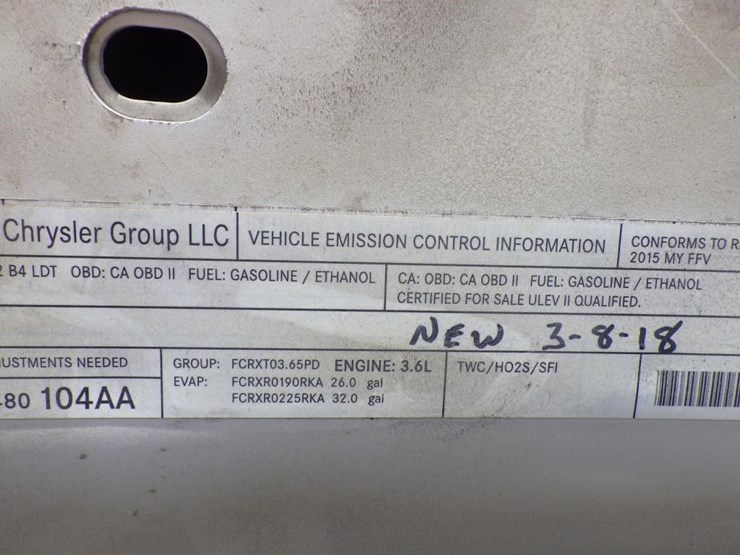 Chrysler Group LLC VEHICLE EMISSION CONTROL INFORMATION CONFORMS TO
2015 MY FFV
B4 LDT OBD: CA OBD II FUEL: GASOLINE / ETHANOL CA: OBD: CA OBD II FUEL: GASOLINE / ETHANOL
CERTIFIED FOR SALE ULEV II QUALIFIED.
NEW 3-8-18
NEEDED GROUP: FCRXT03.65PD ENGINE: 3.6L TWC/HO2S/SFI
EVAP: FCRXR0190RKA 26.0 gal
80 104AA FCRXR0225RKA 32.0 gal